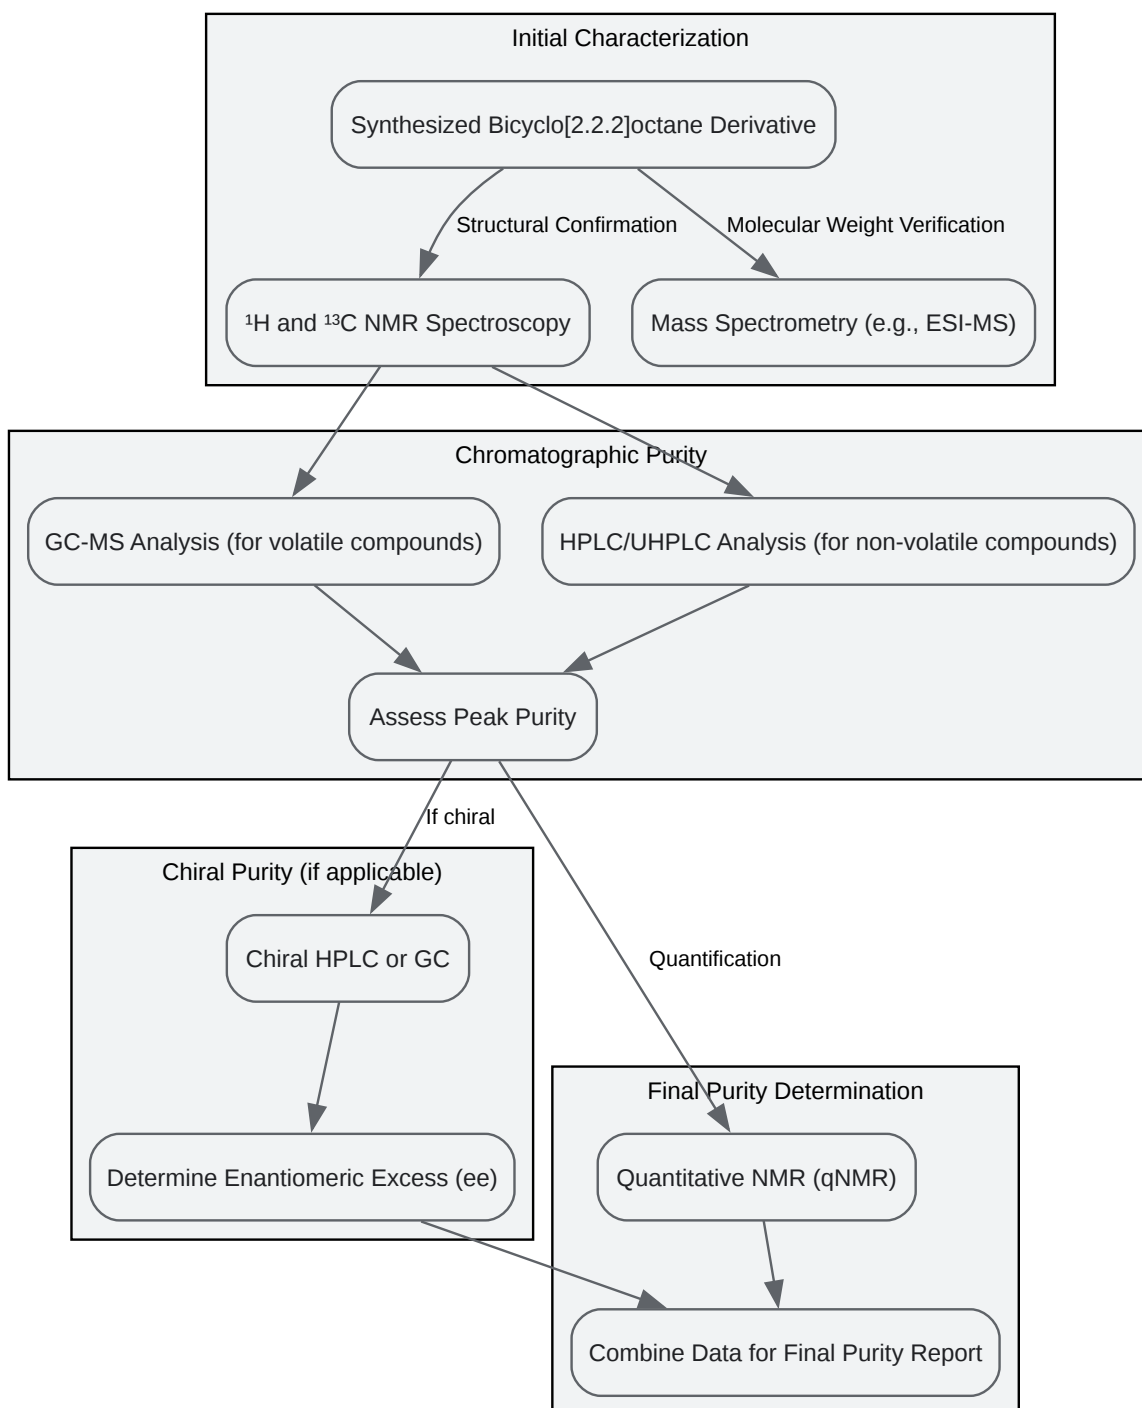 Initial Characterization
Synthesized Bicyclo[2.2.2]octane Derivative
Structural Confirmation
Molecular Weight Verification
¹H and ¹³C NMR Spectroscopy
Mass Spectrometry (e.g., ESI-MS)
Chromatographic Purity
GC-MS Analysis (for volatile compounds)
HPLC/UHPLC Analysis (for non-volatile compounds)
Assess Peak Purity
If chiral
Chiral Purity (if applicable)
Chiral HPLC or GC
Quantification
Final Purity Determination
Determine Enantiomeric Excess (ee)
Quantitative NMR (qNMR)
Combine Data for Final Purity Report